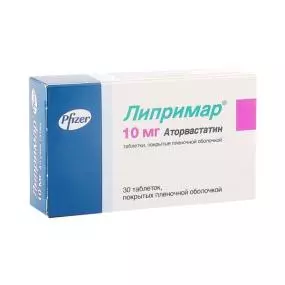 Pfizer
Липримар®
10 мг Аторвастатин
таблетки, покрытые пленочной оболочкой
30 таблеток,
покрытых пленочной оболочкой